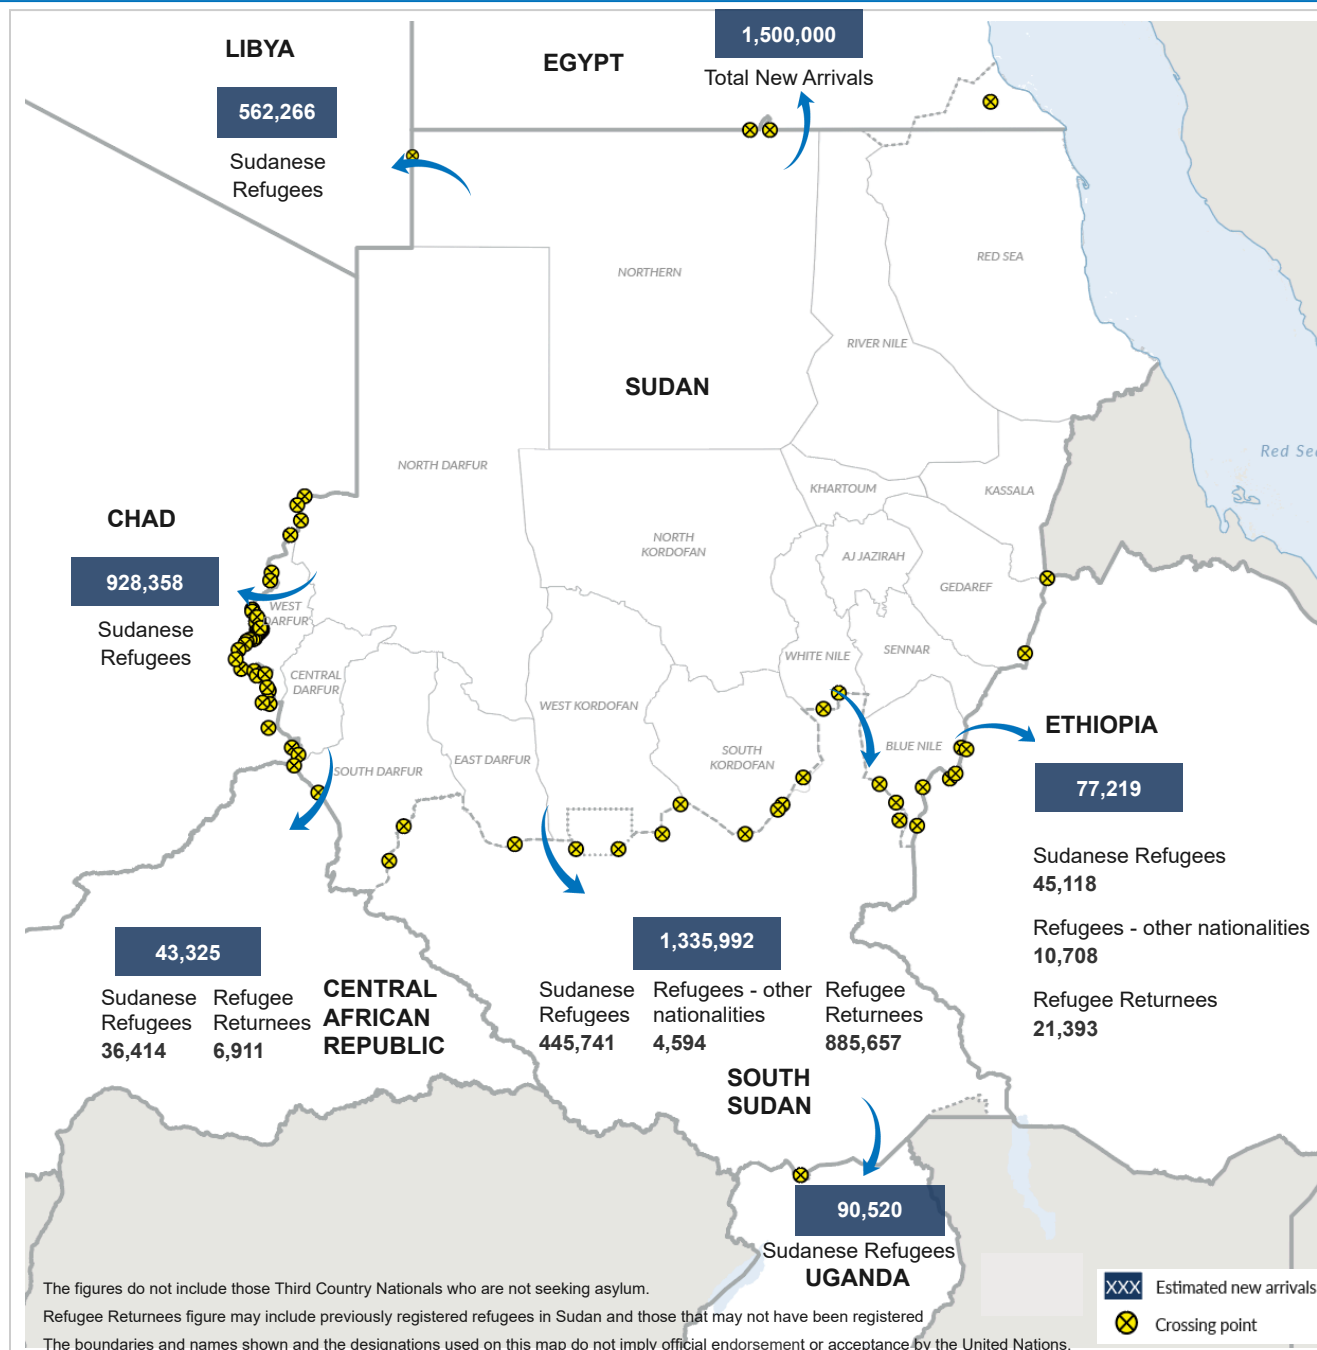 LIBYA
562,266
Sudanese
Refugees
EGYPT
1,500,000
Total New Arrivals
NORTHERN
RED SEA
RIVER NILE
SUDAN
Red Sea
NORTH DARFUR
KHARTOUM
KASSALA
CHAD
928,358
Sudanese
Refugees
NORTH
KORDOFAN
AJ JAZIRAH
GEDAREF
WEST
DARFUR
WHITE NILE
SENNAR
CENTRAL
DARFUR
WEST KORDOFAN
SOUTH
KORDOFAN
BLUE NILE
EAST DARFUR
SOUTH DARFUR
ETHIOPIA
77,219
Sudanese Refugees
45,118
Refugees - other nationalities
10,708
Refugee Returnees
21,393
43,325
Sudanese
Refugees
36,414
Refugee
Returnees
6,911
CENTRAL
AFRICAN
REPUBLIC
1,335,992
Sudanese
Refugees
445,741
Refugees - other
nationalities
4,594
Refugee
Returnees
885,657
SOUTH
SUDAN
90,520
Sudanese Refugees
UGANDA
The figures do not include those Third Country Nationals who are not seeking asylum.
Refugee Returnees figure may include previously registered refugees in Sudan and those that may not have been registered
The boundaries and names shown and the designations used on this map do not imply official endorsement or acceptance by the United Nations.
XXX Estimated new arrivals
Crossing point